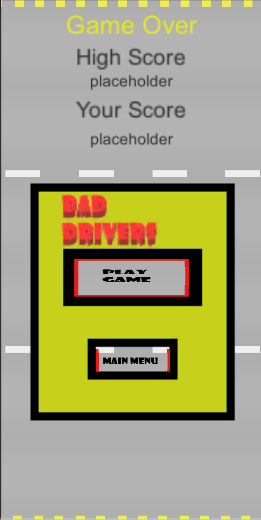 Game Over
High Score
placeholder
Your Score
placeholder
BAD
DRIVERS
PLAY
GAME
MAIN MENU